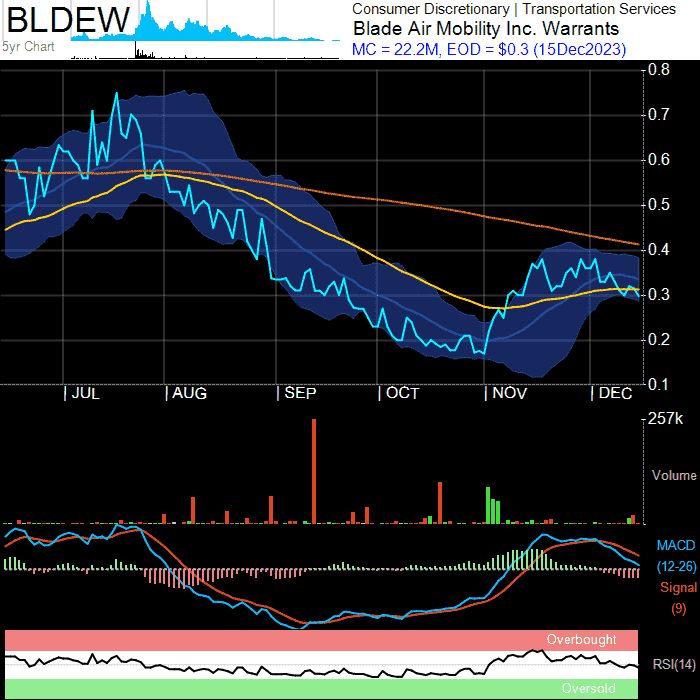 BLDEW
5yr Chart
Consumer Discretionary | Transportation Services
Blade Air Mobility Inc. Warrants
MC = 22.2M, EOD = $0.3 (15Dec2023)
0.8
0.7
0.6
0.5
0.4
0.3
0.2
0.1
| JUL | AUG | SEP | OCT | NOV | DEC
257k
Volume
MACD
(12-26)
Signal
(9)
Overbought
RSI(14)
Oversold